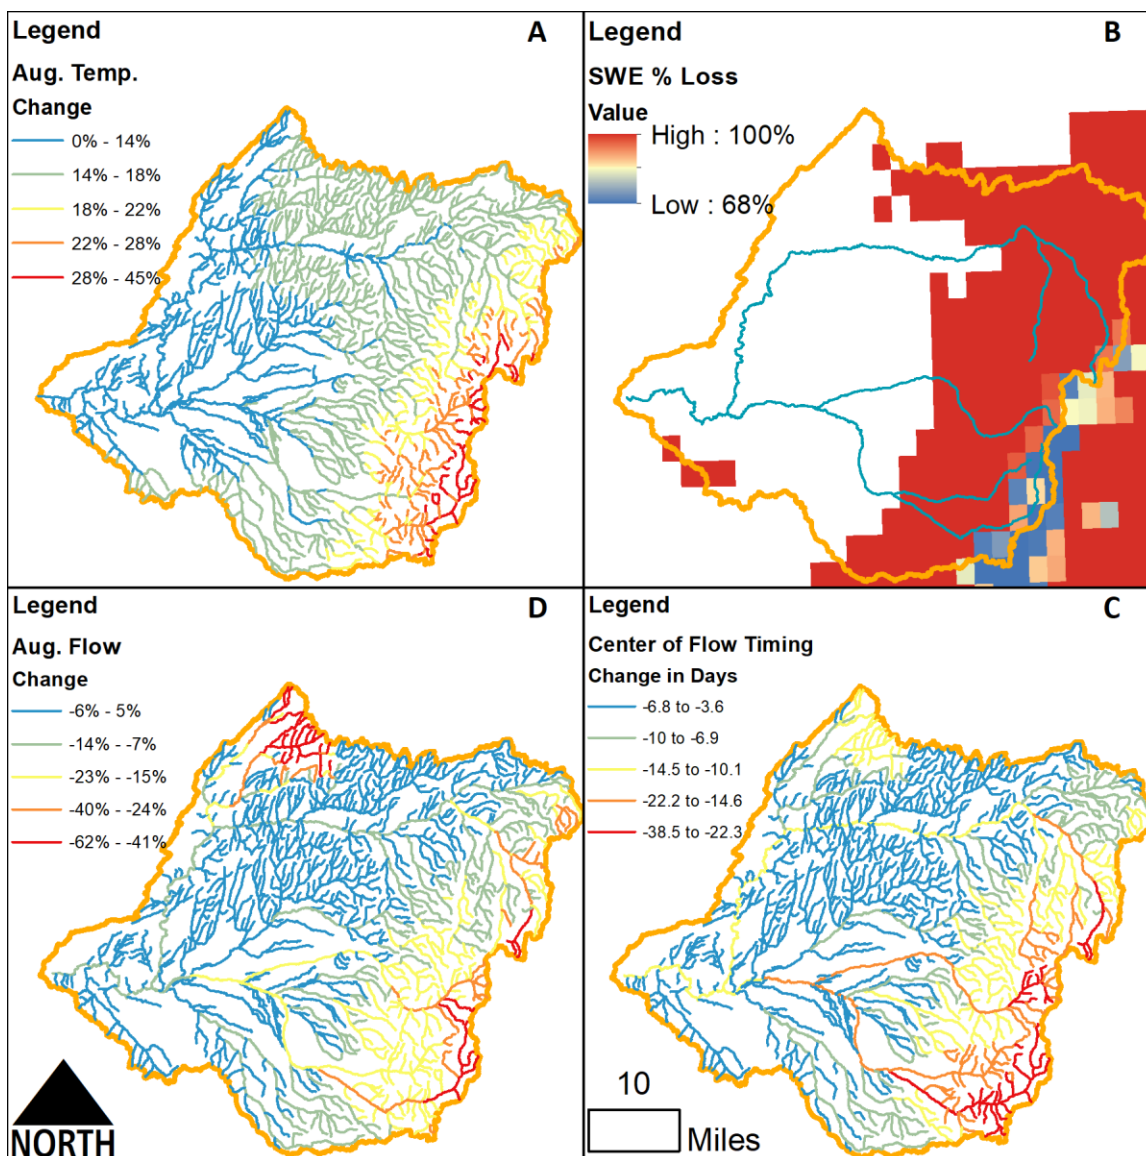 Legend
A
Aug. Temp.
Change
0% - 14%
14% - 18%
18% - 22%
22% - 28%
28% - 45%
Legend
B
SWE % Loss
Value
High : 100%
Low : 68%
Legend
D
Aug. Flow
Change
-6% - 5%
-14% - -7%
-23% - -15%
-40% - -24%
-62% - -41%
NORTH
Legend
C
Center of Flow Timing
Change in Days
-6.8 to -3.6
-10 to -6.9
-14.5 to -10.1
-22.2 to -14.6
-38.5 to -22.3
10
Miles